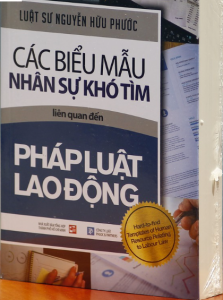 LUẬT SƯ NGUYỄN HỮU PHƯỚC
CÁC BIỂU MẪU
NHÂN SỰ KHÓ TÌM
liên quan đến
PHÁP LUẬT
LAO ĐỘNG
Hard-to-find
Templates of Human
Resource Relating to
Labour Law